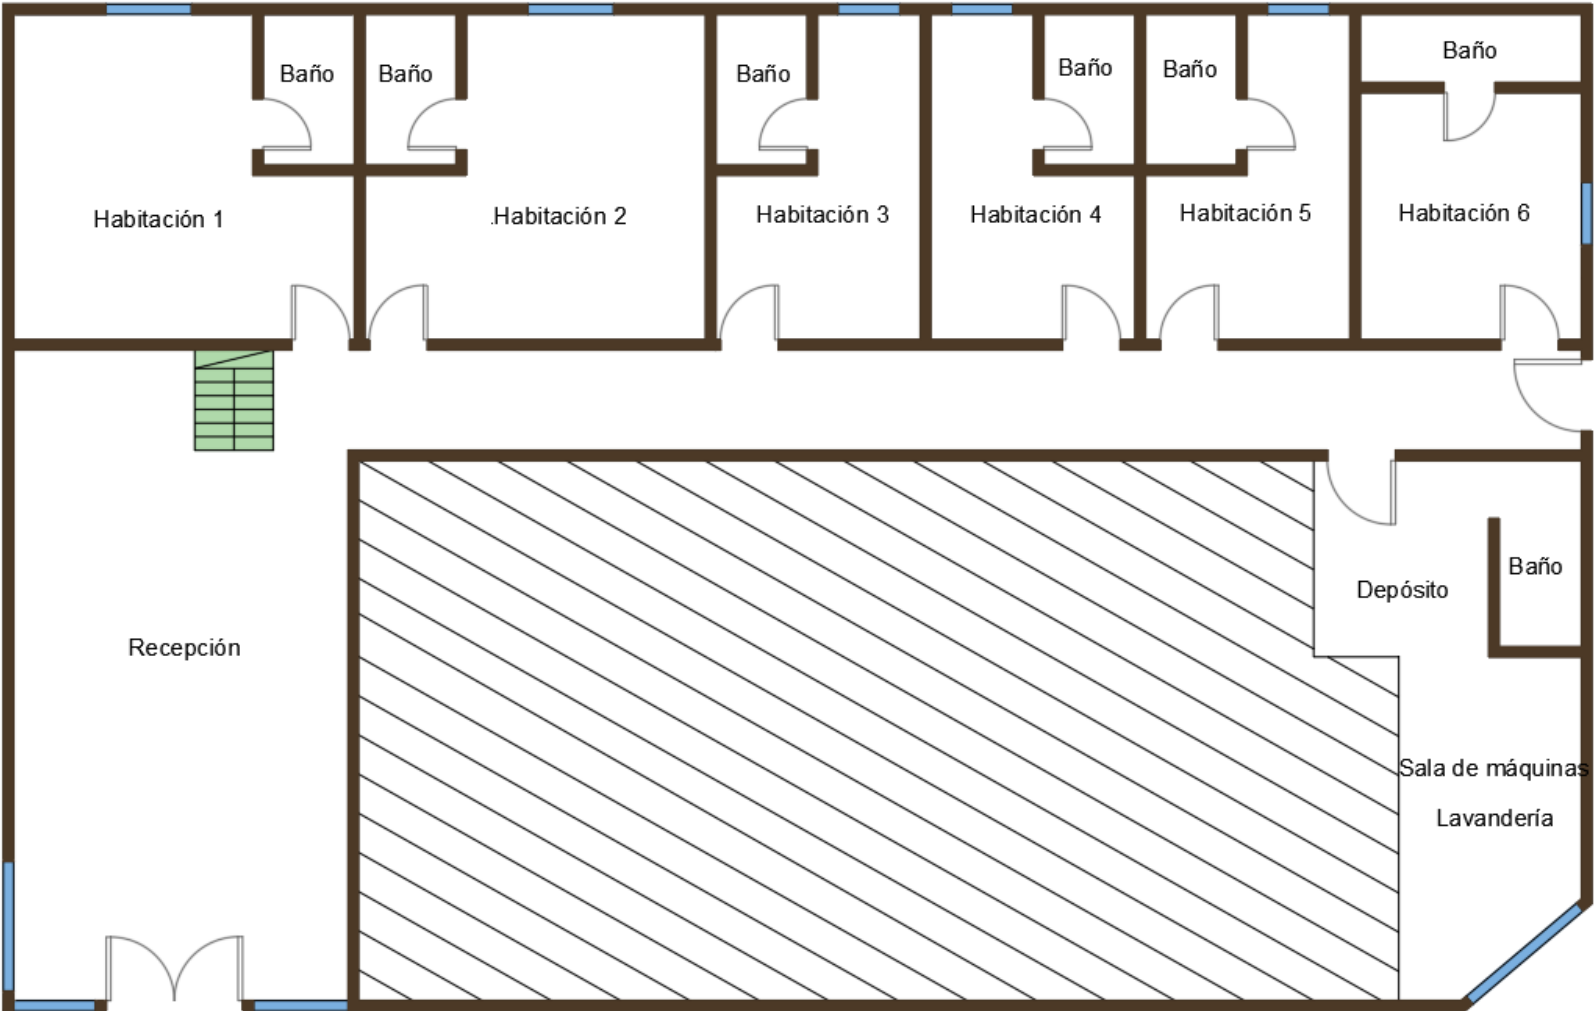 Baño
Baño
Baño
Baño
Baño
Baño
Habitación 1
.Habitación 2
Habitación 3
Habitación 4
Habitación 5
Habitación 6
Baño
Depósito
Recepción
Sala de máquinas
Lavandería